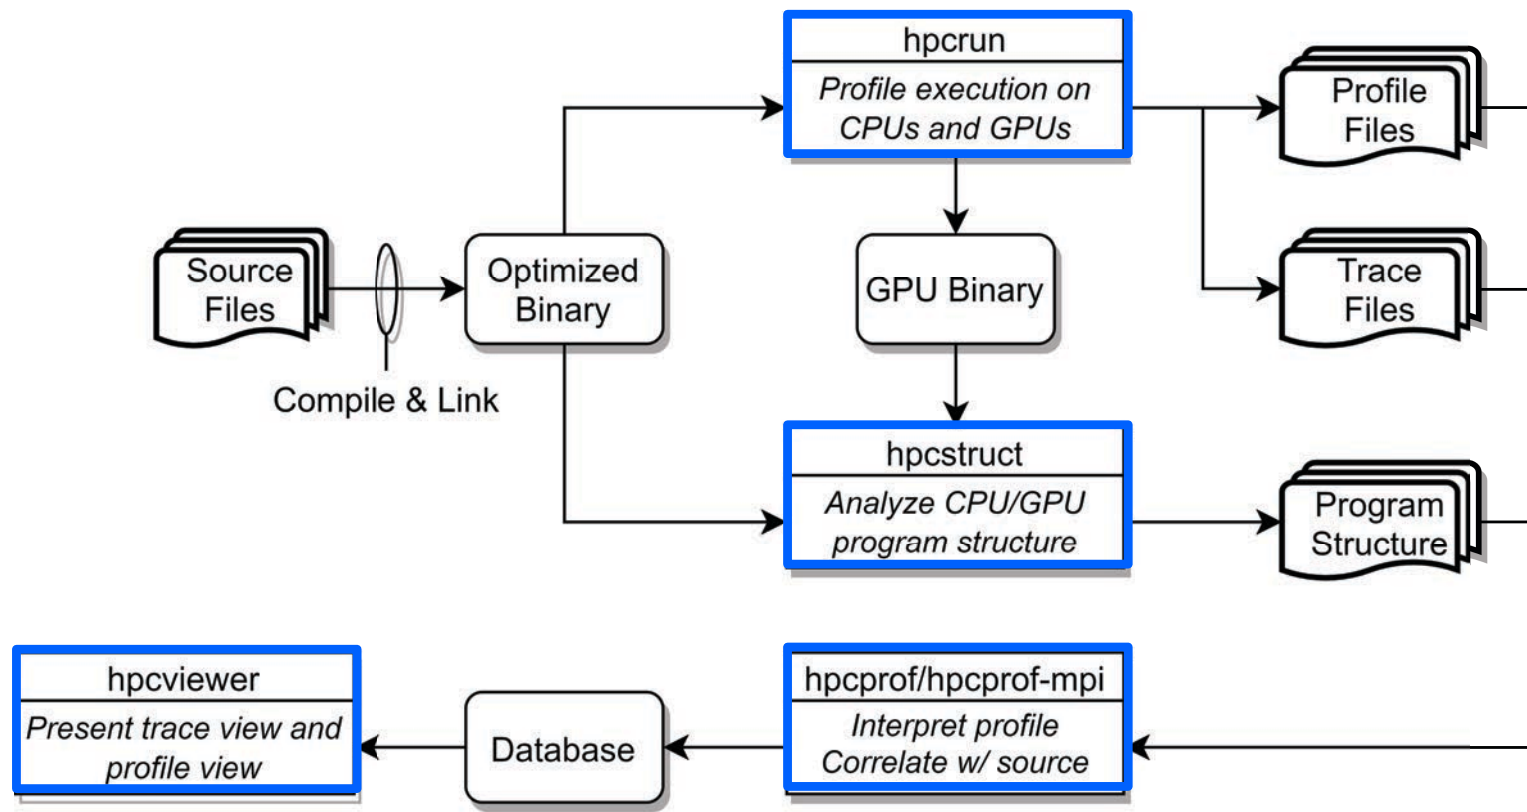 hpcrun
Profile execution on
CPUs and GPUs
Profile
Files
Source
Files
Optimized
Binary
GPU Binary
Trace
Files
Compile & Link
hpcstruct
Analyze CPU/GPU
program structure
Program
Structure
hpcviewer
Present trace view and
profile view
Database
hpcprof/hpcprof-mpi
Interpret profile
Correlate w/ source